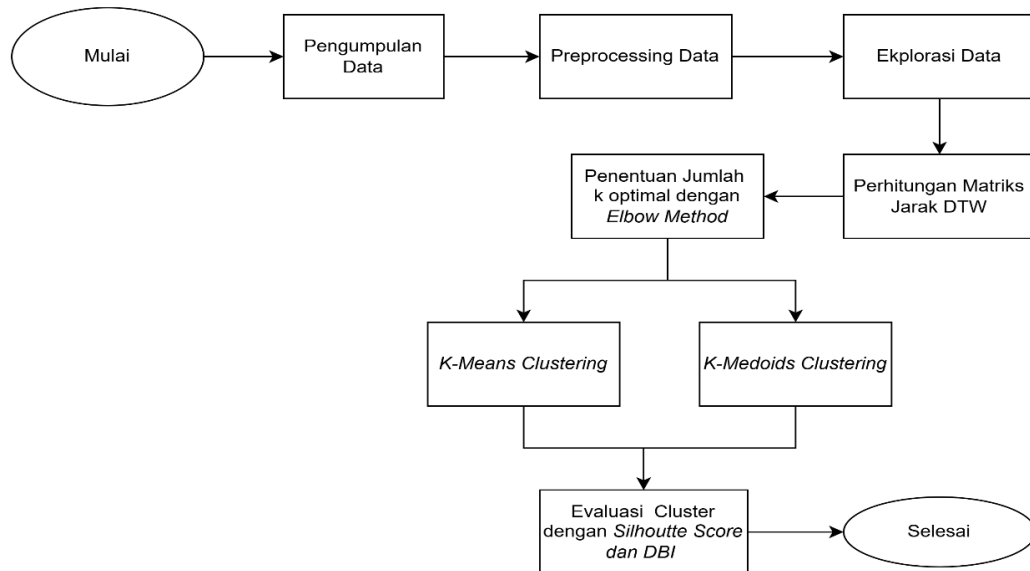 Mulai
Pengumpulan
Data
Preprocessing Data
Ekplorasi Data
Perhitungan Matriks
Jarak DTW
Penentuan Jumlah
k optimal dengan
Elbow Method
K-Means Clustering
K-Medoids Clustering
Evaluasi Cluster
dengan Silhoutte Score
dan DBI
Selesai